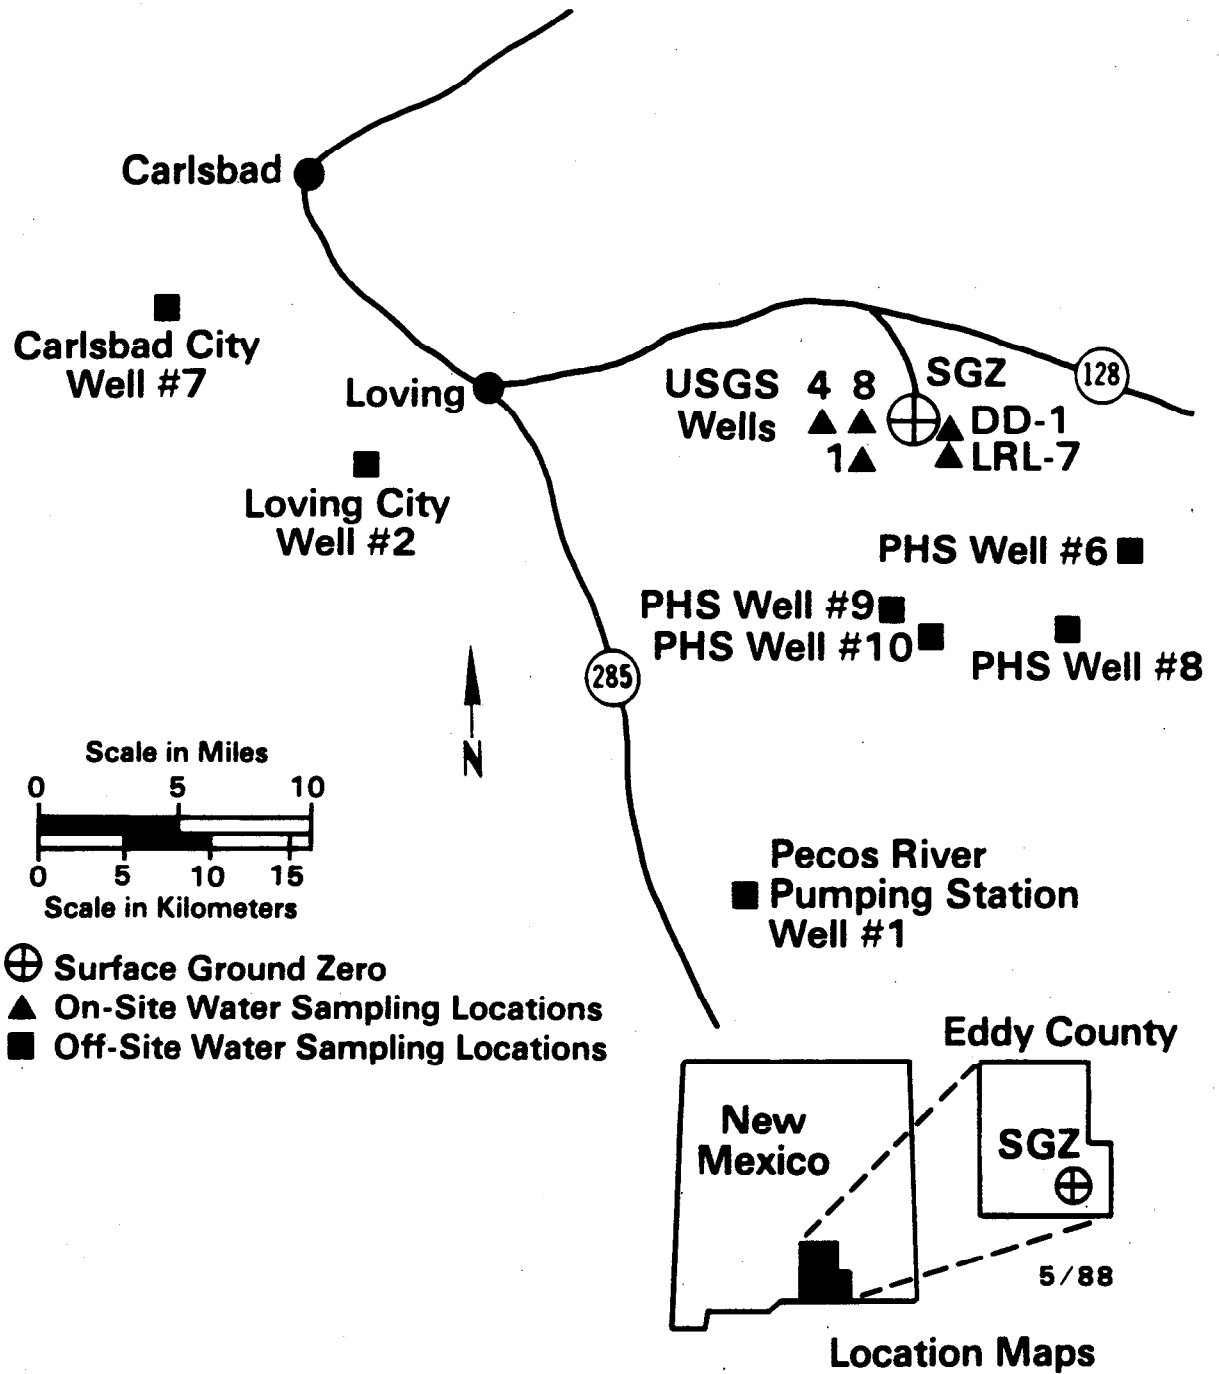 Carlsbad
Carlsbad City
Well #7
Loving
Loving City
Well #2
128
USGS
Wells
4 8
1
SGZ
DD-1
LRL-7
PHS Well #6
PHS Well #9
PHS Well #10
PHS Well #8
285
N
Scale in Miles
0 5 10
0 5 10 15
Scale in Kilometers
Pecos River
Pumping Station
Well #1
Surface Ground Zero
On-Site Water Sampling Locations
Off-Site Water Sampling Locations
Eddy County
New
Mexico
SGZ
5/88
Location Maps